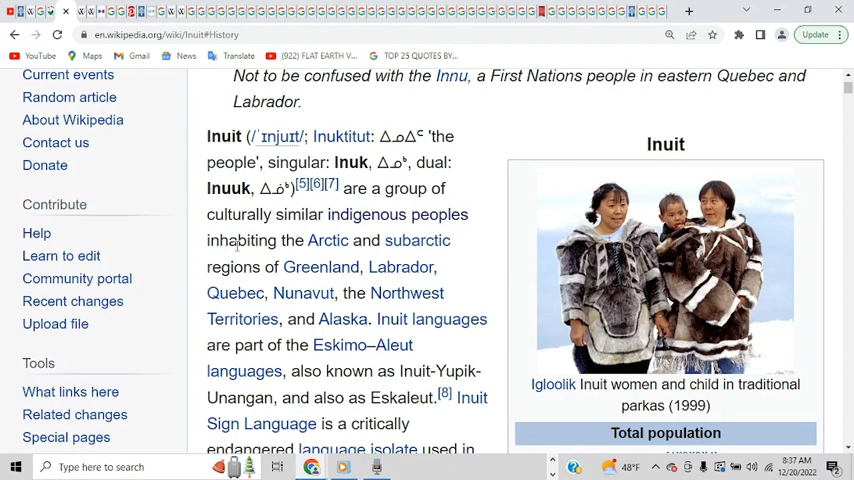 en.wikipedia.org/wiki/Inuit#History
Update
YouTube
Maps
Gmail
News
Translate
(922) FLAT EARTH V...
TOP 25 QUOTES BY...
Current events
Random article
About Wikipedia
Contact us
Donate
Contribute
Help
Learn to edit
Community portal
Recent changes
Upload file
Tools
What links here
Related changes
Special pages
Not to be confused with the Innu, a First Nations people in eastern Quebec and
Labrador.
Inuit (/ˈɪnjuɪt/; Inuktitut: ᐃᓄᐃᑦ 'the
people', singular: Inuk, ᐃᓄᒃ, dual:
Inuuk, ᐃᓅᒃ)[5][6][7] are a group of
culturally similar indigenous peoples
inhabiting the Arctic and subarctic
regions of Greenland, Labrador,
Quebec, Nunavut, the Northwest
Territories, and Alaska. Inuit languages
are part of the Eskimo–Aleut
languages, also known as Inuit-Yupik-
Unangan, and also as Eskaleut.[8] Inuit
Sign Language is a critically
endangered language isolate used in
Inuit
Igloolik Inuit women and child in traditional
parkas (1999)
Total population
Type here to search
48°F
8:37 AM
12/20/2022
2